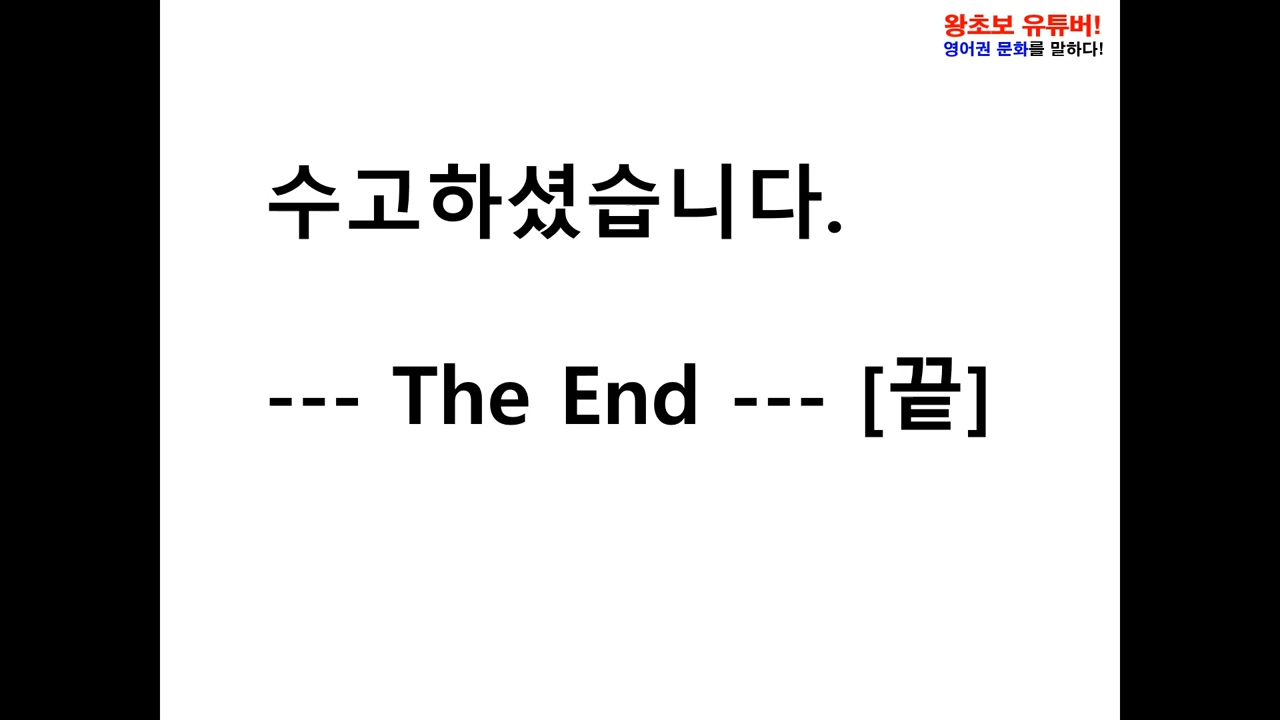 왕초보 유튜버!
영어권 문화를 말하다!
수고하셨습니다.
--- The End --- [끝]